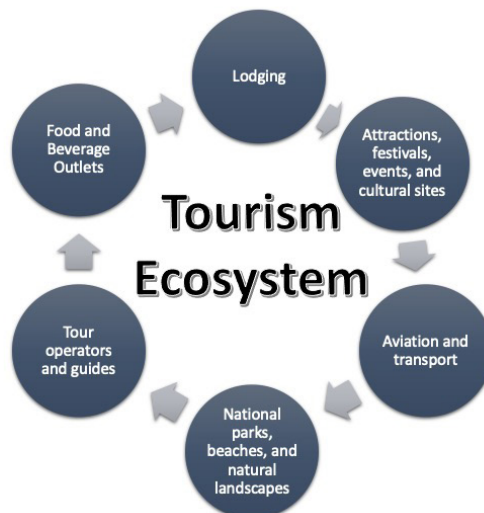 Lodging
Attractions,
festivals,
events, and
cultural sites
Aviation and
transport
National
parks,
beaches, and
natural
landscapes
Tour
operators
and guides
Food and
Beverage
Outlets
Tourism
Ecosystem